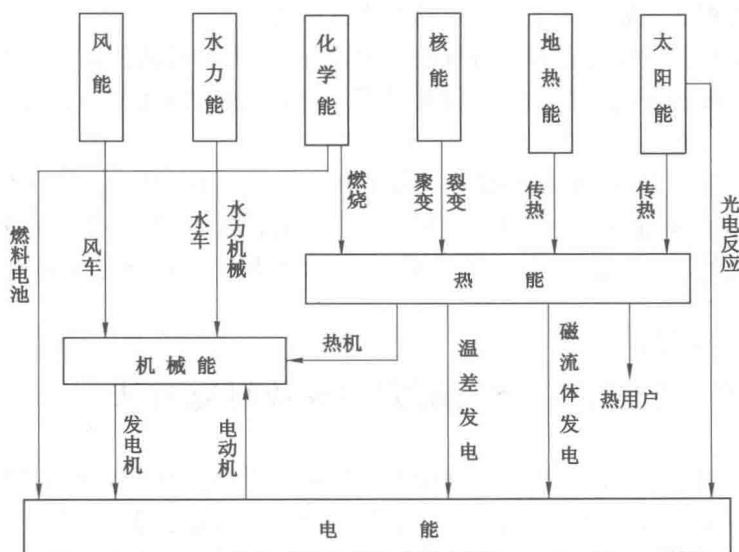 风能
水力能
化学能
核能
地热能
太阳能
燃料电池
风车
水车
水力机械
燃烧
聚变
裂变
传热
传热
光电反应
热能
机械能
热机
温差发电
磁流体发电
热用户
发电机
电动机
电能